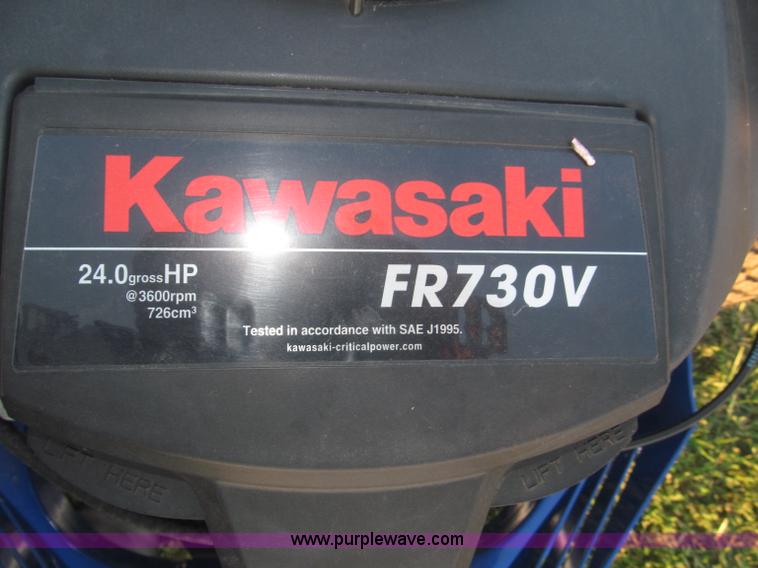 Kawasaki
24.0grossHP
@3600rpm
726cm³
FR730V
Tested in accordance with SAE J1995.
kawasaki-criticalpower.com
LIFT HERE
LIFT HERE
www.purplewave.com